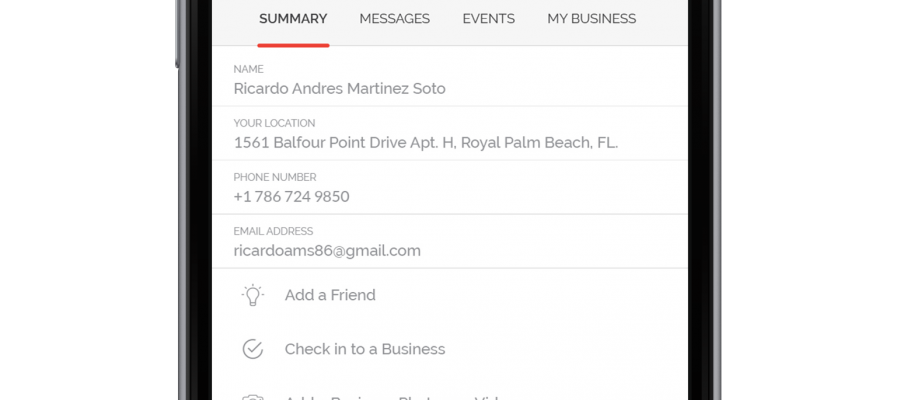 SUMMARY MESSAGES EVENTS MY BUSINESS
NAME
Ricardo Andres Martinez Soto
YOUR LOCATION
1561 Balfour Point Drive Apt. H, Royal Palm Beach, FL.
PHONE NUMBER
+1 786 724 9850
EMAIL ADDRESS
ricardoams86@gmail.com
Add a Friend
Check in to a Business